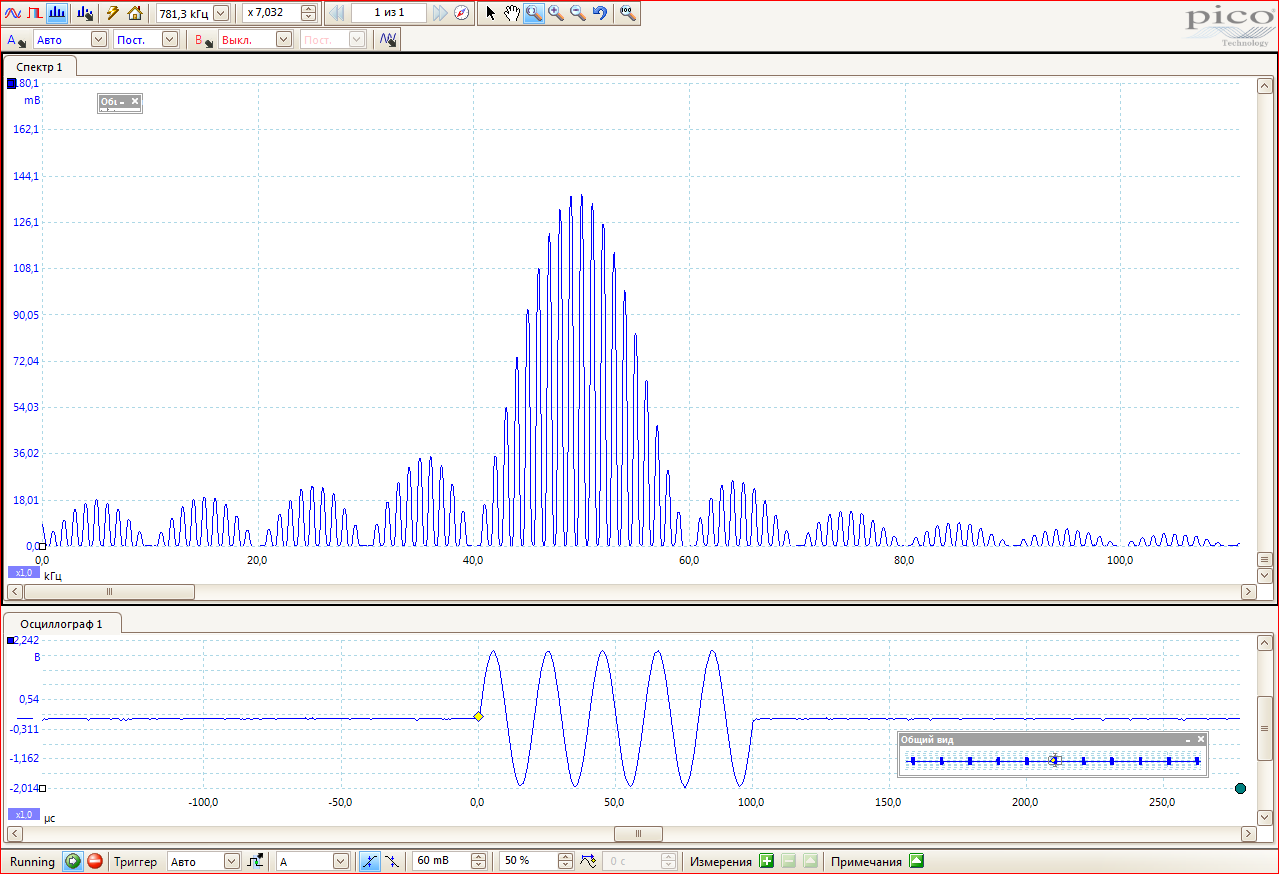 781,3 кГц x 7,032 1 из 1
pico
Technology
A Авто Пост. B Выкл. Пост.
Спектр 1
180,1
mB
162,1
144,1
126,1
108,1
90,05
72,04
54,03
36,02
18,01
0,0
0,0 20,0 40,0 60,0 80,0 100,0
x1,0
кГц
Осциллограф 1
2,242
В
0,54
-0,311
-1,162
-2,014
Общий вид
-100,0 -50,0 0,0 50,0 100,0 150,0 200,0 250,0
x1,0
µс
Running Триггер Авто A 60 mB 50 % 0 с Измерения Примечания